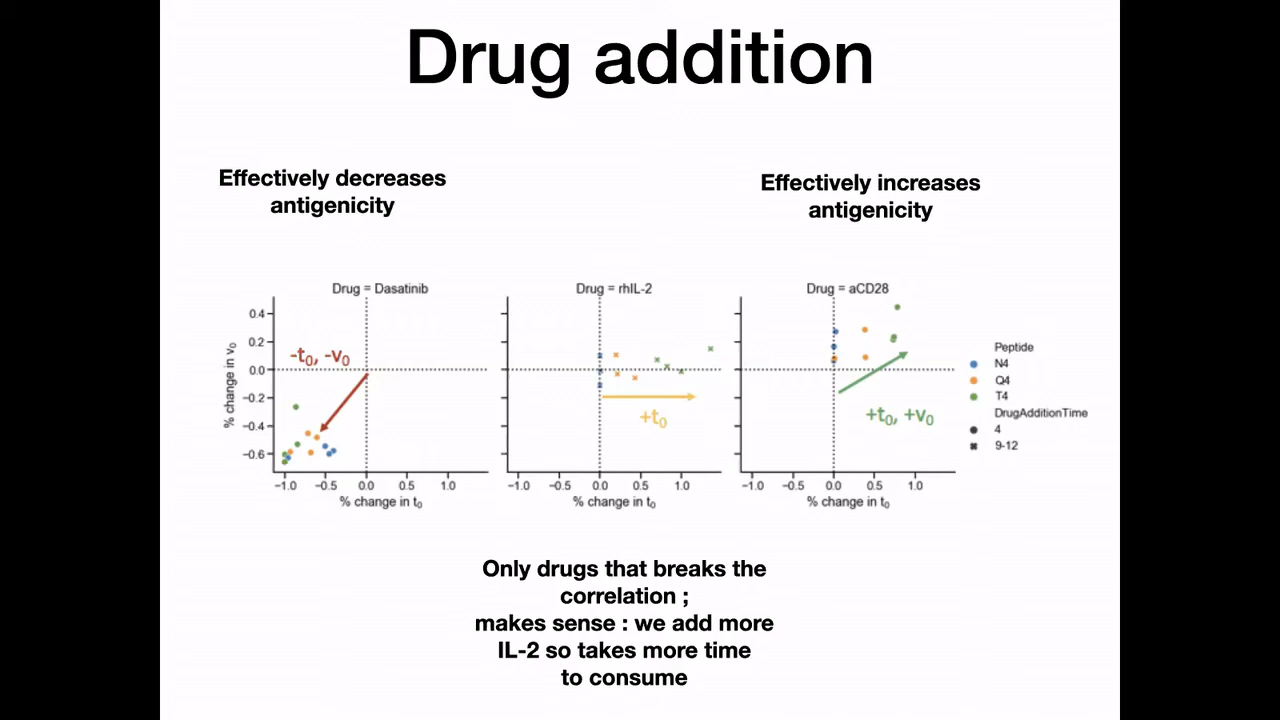 Drug addition
Effectively decreases
antigenicity
Effectively increases
antigenicity
Drug = Dasatinib
Drug = rhIL-2
Drug = aCD28
% change in v₀
0.4
0.2
0.0
−0.2
−0.4
−0.6
-t₀, -v₀
+t₀
+t₀, +v₀
−1.0 −0.5 0.0 0.5 1.0
−1.0 −0.5 0.0 0.5 1.0
−1.0 −0.5 0.0 0.5 1.0
% change in t₀
% change in t₀
% change in t₀
Peptide
N4
Q4
T4
DrugAdditionTime
4
9-12
Only drugs that breaks the
correlation ;
makes sense : we add more
IL-2 so takes more time
to consume